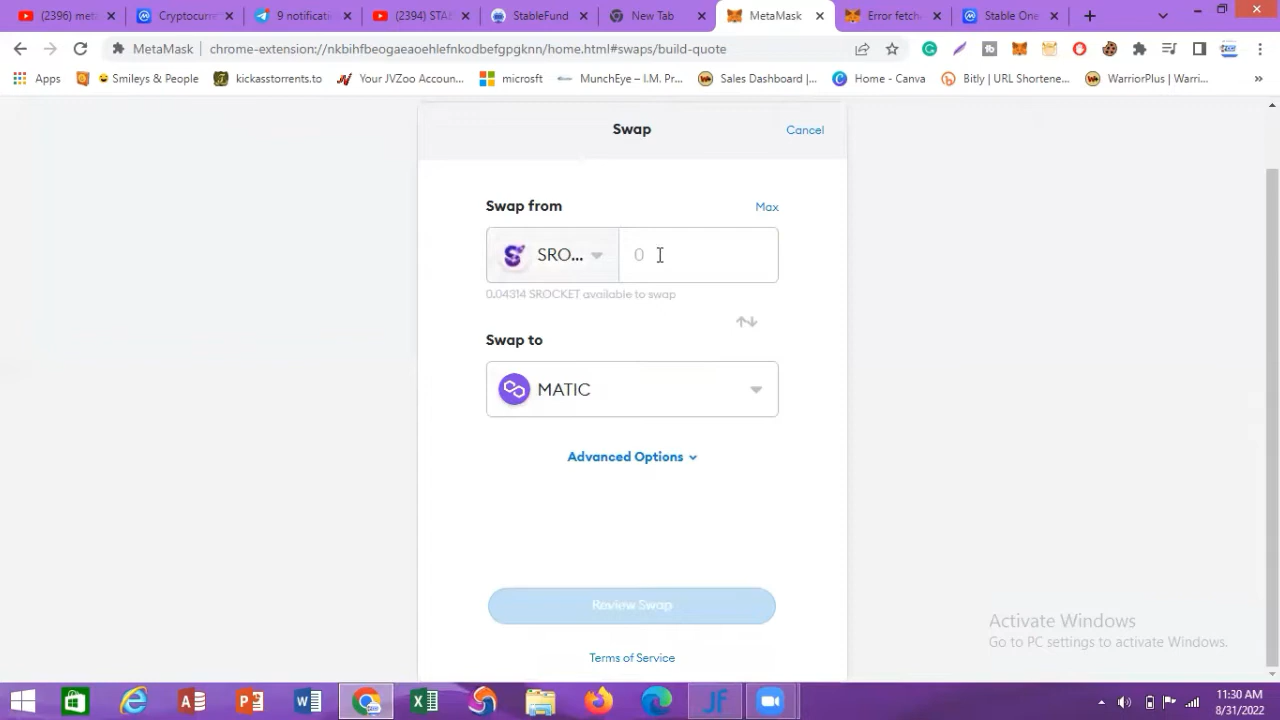 (2396) meta
Cryptocurr
9 notificati
(2394) STAB
StableFund
New Tab
MetaMask
Error fetch
Stable One
MetaMask | chrome-extension://nkbihfbeogaeaoehlefnkodbefgpgknn/home.html#swaps/build-quote
Apps
Smileys & People
kickasstorrents.to
Your JVZoo Accoun...
microsft
MunchEye – I.M. Pr...
Sales Dashboard |...
Home - Canva
Bitly | URL Shortene...
WarriorPlus | Warri...
»
Swap
Cancel
Swap from
Max
SRO...
0
0.04314 SROCKET available to swap
Swap to
MATIC
Advanced Options
Review Swap
Terms of Service
Activate Windows
Go to PC settings to activate Windows.
11:30 AM
8/31/2022